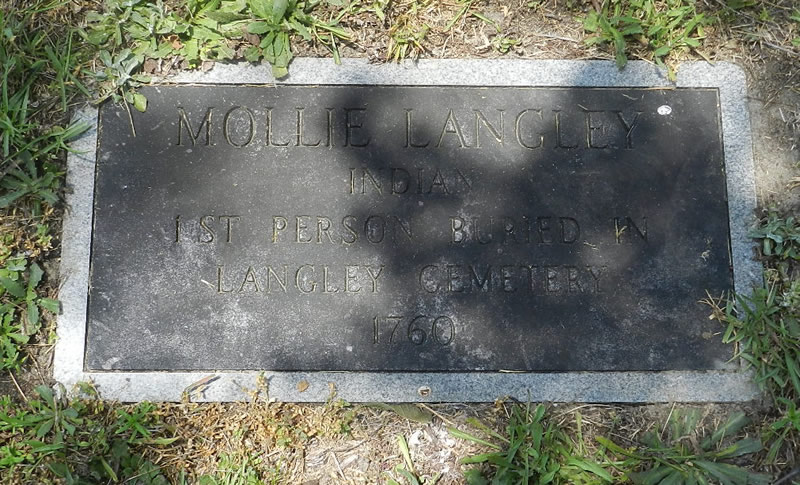 MOLLIE LANGLEY
INDIAN
1ST PERSON BURIED IN
LANGLEY CEMETERY
1760